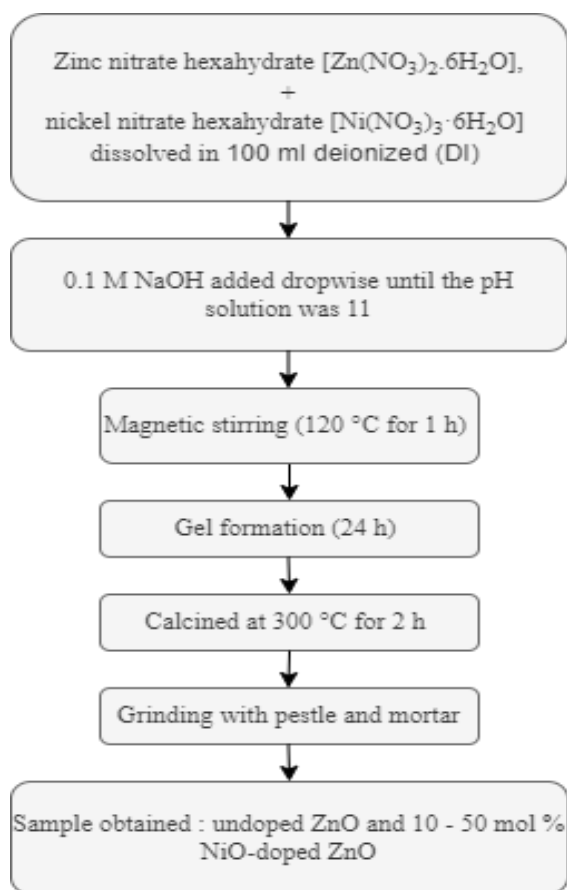 Zinc nitrate hexahydrate [Zn(NO₃)₂.6H₂O],
+
nickel nitrate hexahydrate [Ni(NO₃)₃·6H₂O]
dissolved in 100 ml deionized (DI)
0.1 M NaOH added dropwise until the pH
solution was 11
Magnetic stirring (120 °C for 1 h)
Gel formation (24 h)
Calcined at 300 °C for 2 h
Grinding with pestle and mortar
Sample obtained : undoped ZnO and 10 - 50 mol %
NiO-doped ZnO